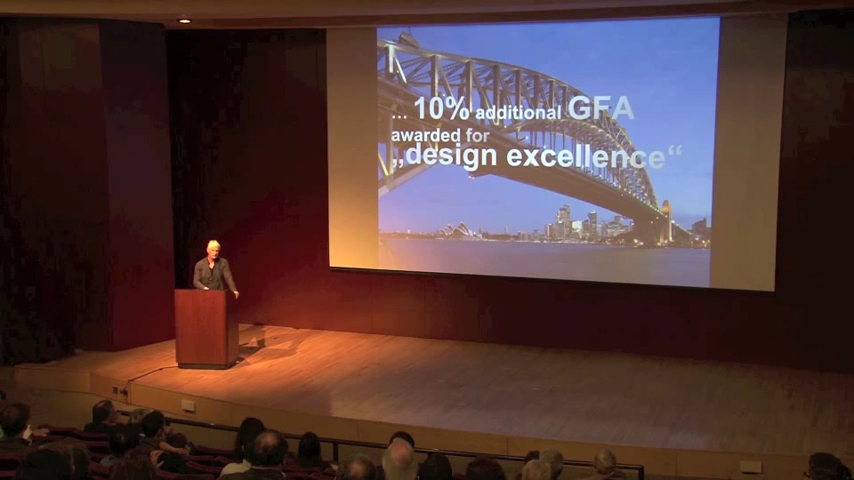 ... 10% additional GFA
awarded for
„design excellence“